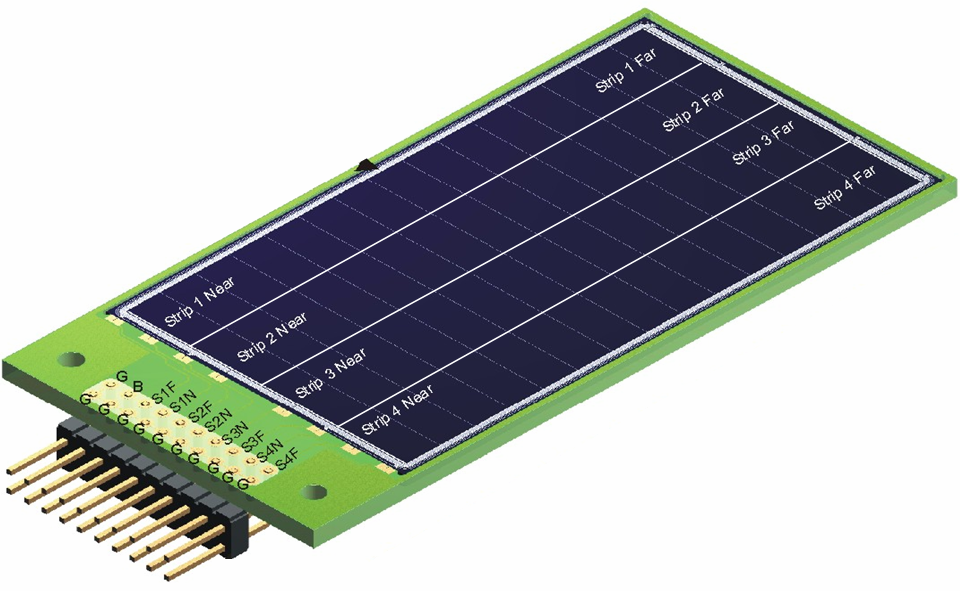 Strip 1 Far
Strip 2 Far
Strip 3 Far
Strip 4 Far
Strip 1 Near
Strip 2 Near
Strip 3 Near
Strip 4 Near
G
B
S1F
S1N
S2F
S2N
S3N
S3F
S4N
S4F
G
G
G
G
G
G
G
G
G
G